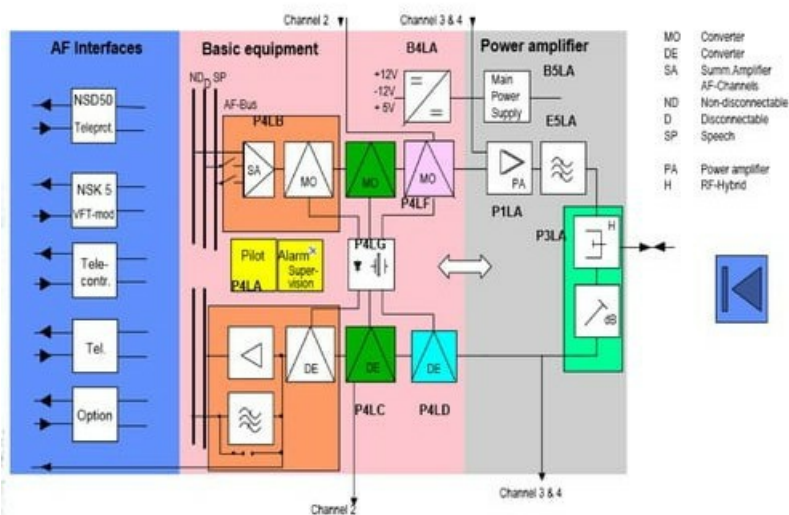 Channel 2
Channel 3 & 4
AF Interfaces
Basic equipment
B4LA
Power amplifier
MO Converter
DE Converter
SA Summ.Amplifier
AF-Channels
ND Non-disconnectable
D Disconnectable
SP Speech
PA Power amplifier
H RF-Hybrid
ND D SP
+12V
-12V
+ 5V
Main
Power
Supply
B5LA
NSD50
Teleprot.
AF-Bus
P4LB
E5LA
SA
MO
MO
MO
PA
P4LF
P1LA
NSK 5
VFT-mod
P3LA
H
Tele-
contr.
Pilot
P4LA
Alarm
Super-
vision
P4LG
dB
Tel.
DE
DE
DE
Option
P4LC
P4LD
Channel 3 & 4
Channel 2